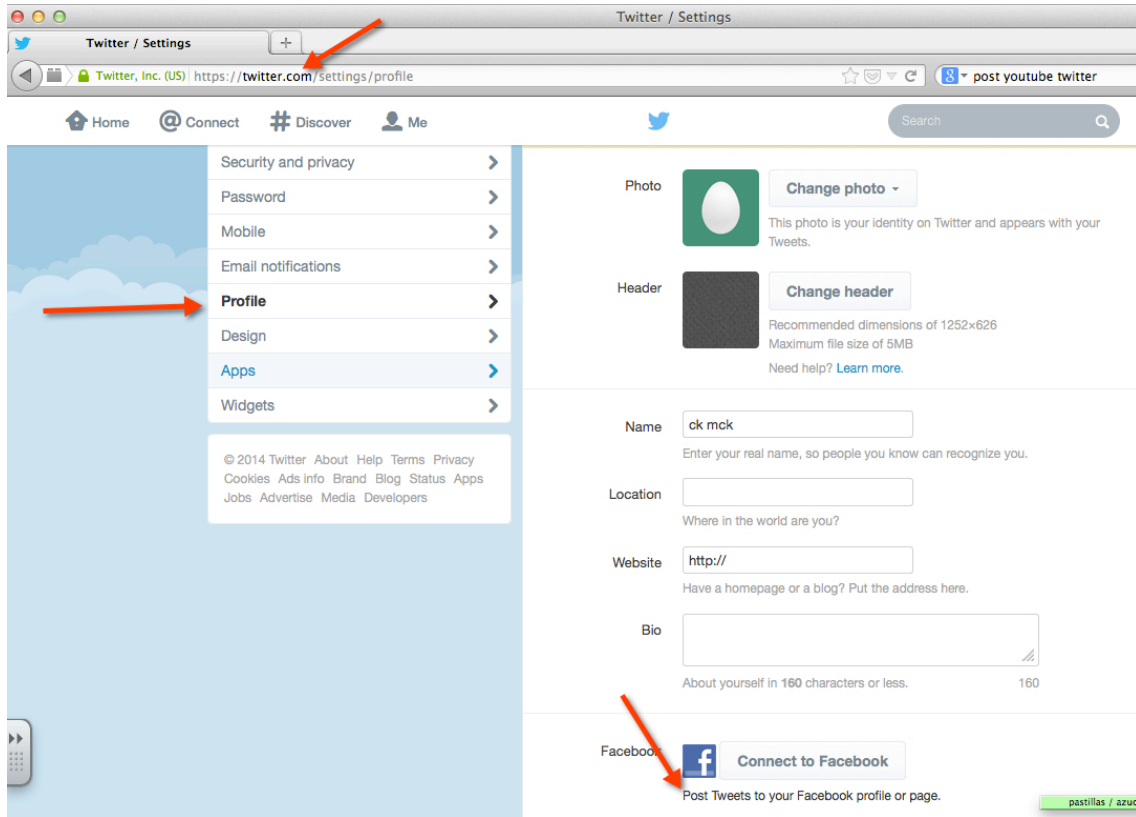 Twitter / Settings
Twitter / Settings
Twitter, Inc. (US) https://twitter.com/settings/profile
post youtube twitter
Home Connect Discover Me
Search
Security and privacy
Password
Mobile
Email notifications
Profile
Design
Apps
Widgets
© 2014 Twitter About Help Terms Privacy
Cookies Ads info Brand Blog Status Apps
Jobs Advertise Media Developers
Photo
Change photo
This photo is your identity on Twitter and appears with your
Tweets.
Header
Change header
Recommended dimensions of 1252×626
Maximum file size of 5MB
Need help? Learn more.
Name ck mck
Enter your real name, so people you know can recognize you.
Location
Where in the world are you?
Website http://
Have a homepage or a blog? Put the address here.
Bio
About yourself in 160 characters or less. 160
Facebook
Connect to Facebook
Post Tweets to your Facebook profile or page.
pastillas /